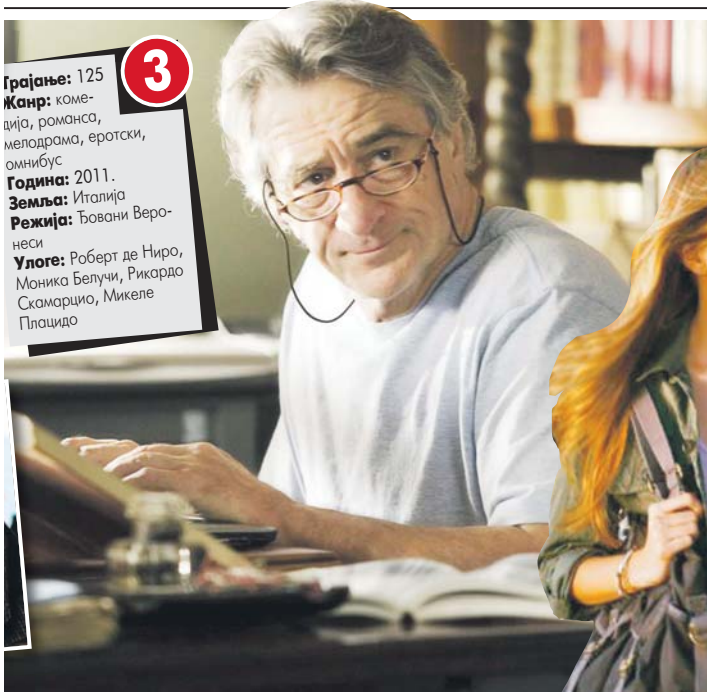 3
Трајање: 125
Жанр: коме-
дија, романса,
мелодрама, еротски,
омнибус
Година: 2011.
Земља: Италија
Режија: Ђовани Веро-
неси
Улоге: Роберт де Ниро,
Моника Белучи, Рикардо
Скамарцио, Микеле
Плацидо